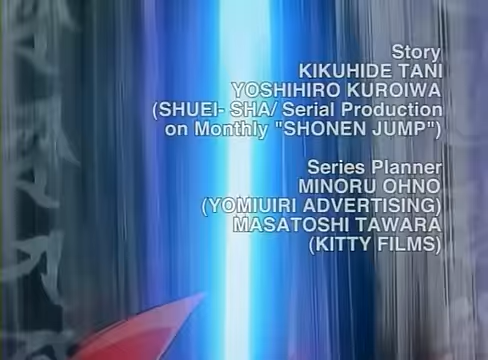 Story
KIKUHIDE TANI
YOSHIHIRO KUROIWA
(SHUEI- SHA/ Serial Production
on Monthly "SHONEN JUMP")
Series Planner
MINORU OHNO
(YOMIUIRI ADVERTISING)
MASATOSHI TAWARA
(KITTY FILMS)